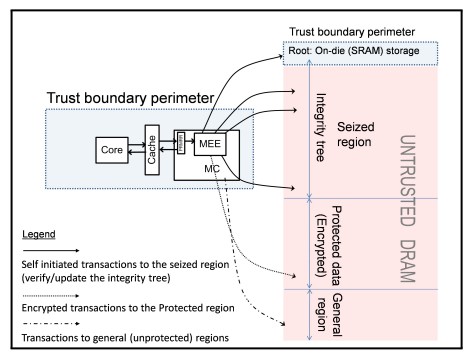 Trust boundary perimeter
Root: On-die (SRAM) storage
Trust boundary perimeter
Core
Cache
MEE
MC
Integrity tree
Seized
region
UNTRUSTED DRAM
Protected data
(Encrypted)
General
region
Legend
Self initiated transactions to the seized region
(verify/update the integrity tree)
Encrypted transactions to the Protected region
Transactions to general (unprotected) regions